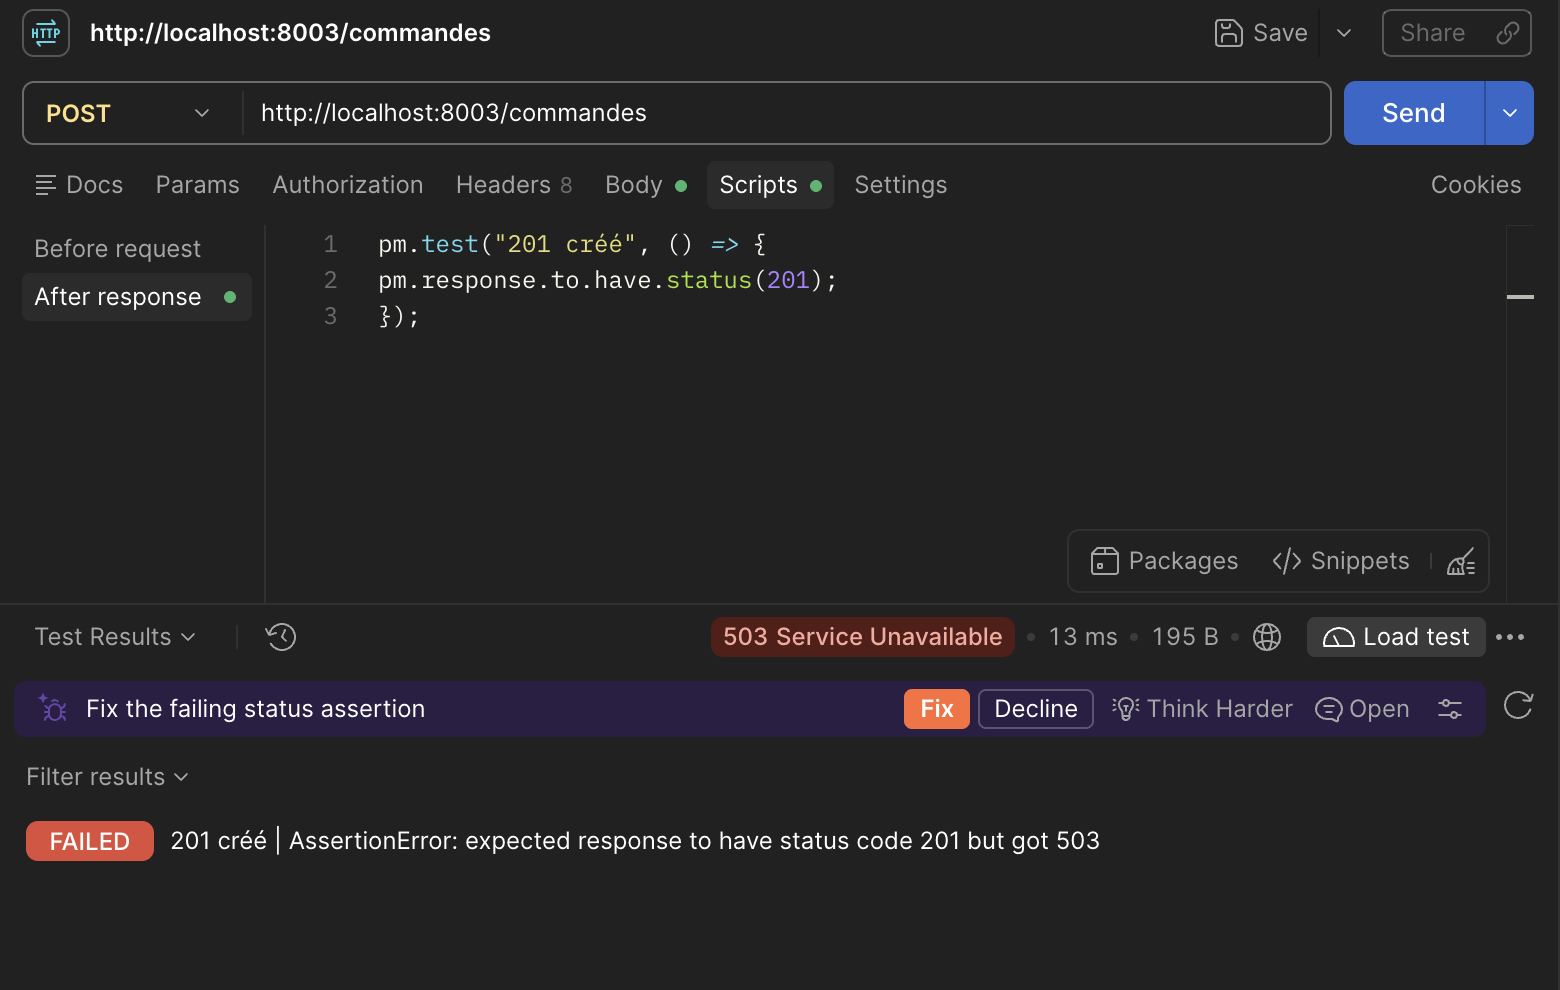 HTTP http://localhost:8003/commandes Save Share
POST http://localhost:8003/commandes Send
Docs Params Authorization Headers 8 Body Scripts Settings Cookies
Before request
After response
1 pm.test("201 créé", () => {
2 pm.response.to.have.status(201);
3 });
Packages </> Snippets
Test Results 503 Service Unavailable • 13 ms • 195 B • Load test
Fix the failing status assertion Fix Decline Think Harder Open
Filter results
FAILED 201 créé | AssertionError: expected response to have status code 201 but got 503